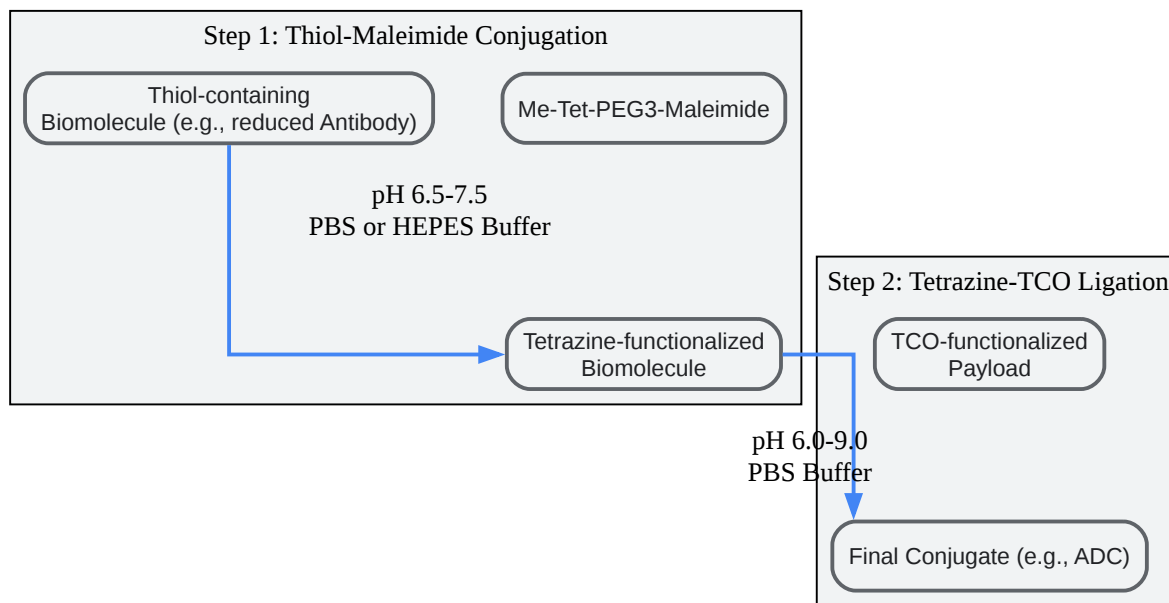 Step 1: Thiol-Maleimide Conjugation
Thiol-containing
Biomolecule (e.g., reduced Antibody)
Me-Tet-PEG3-Maleimide
pH 6.5-7.5
PBS or HEPES Buffer
Step 2: Tetrazine-TCO Ligation
Tetrazine-functionalized
Biomolecule
TCO-functionalized
Payload
pH 6.0-9.0
PBS Buffer
Final Conjugate (e.g., ADC)